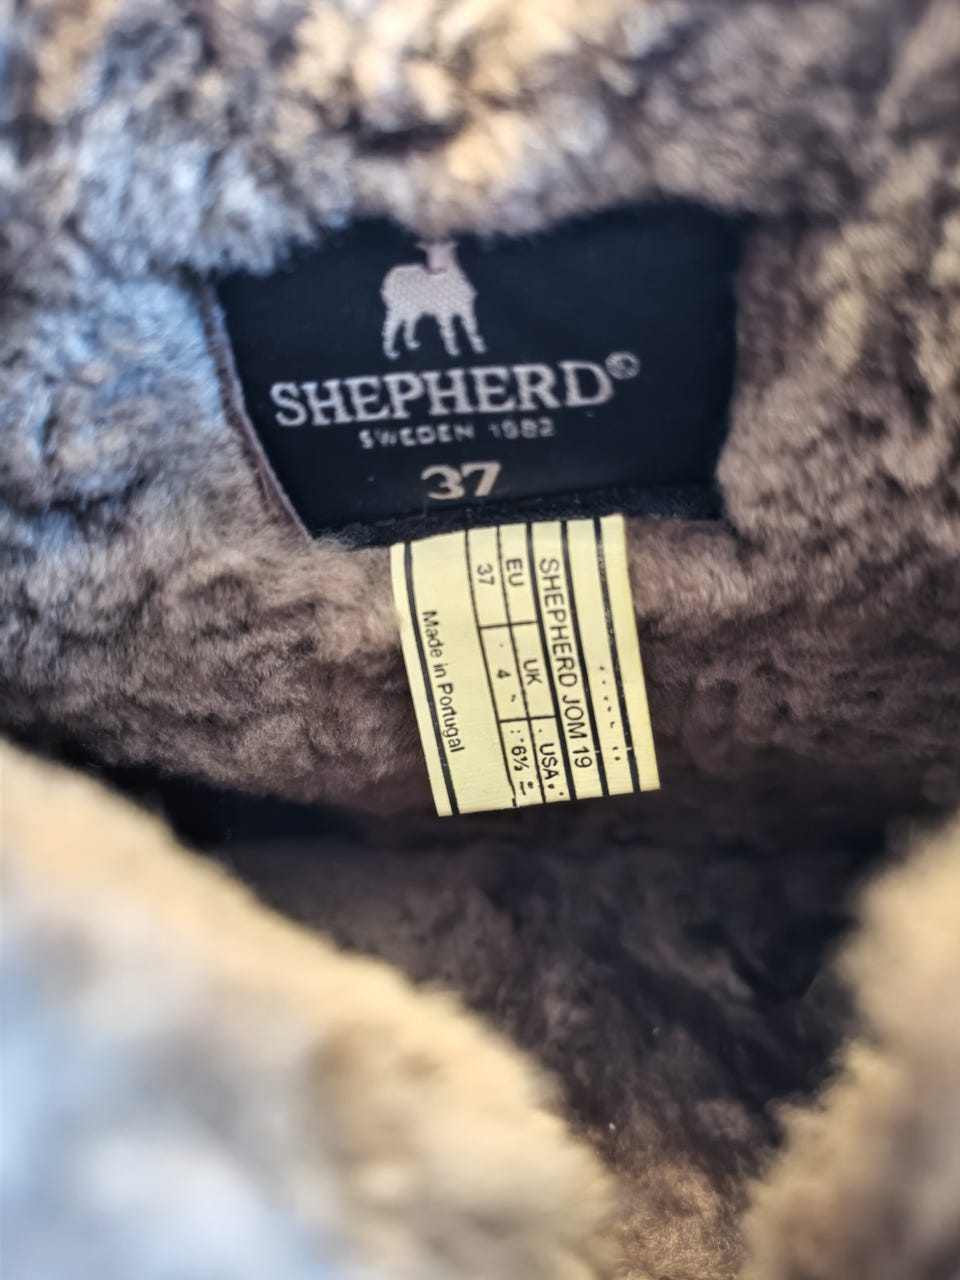 SHEPHERD®
SWEDEN 1982
37
SHEPHERD JOM 19
EU UK USA
37 4 6½
Made in Portugal